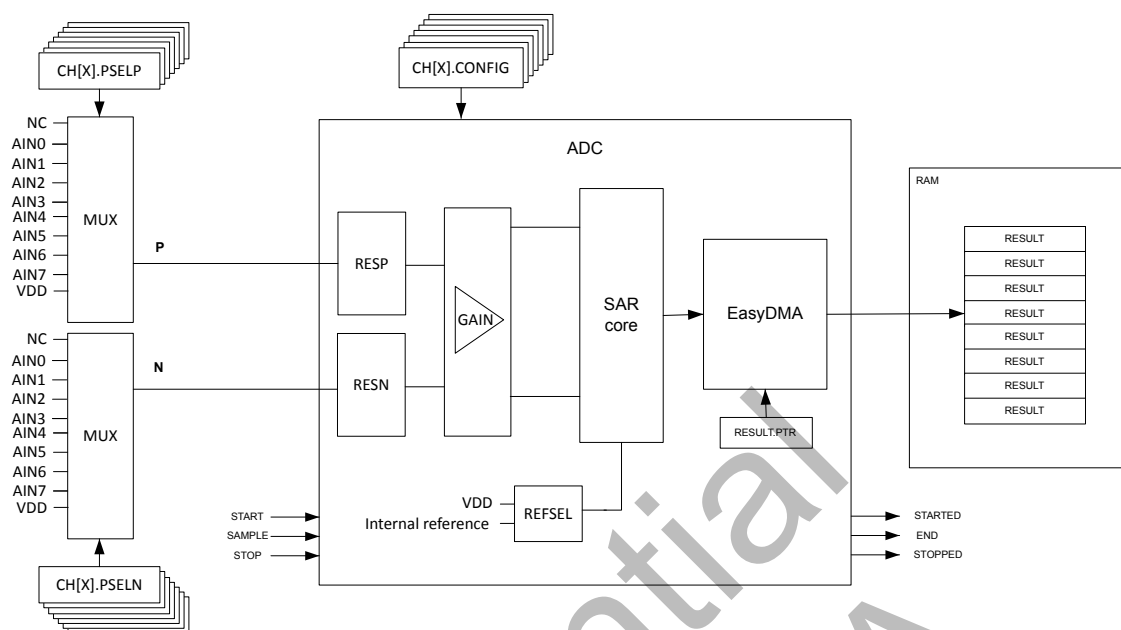 CH[X].PSELP
CH[X].CONFIG
NC
AIN0
AIN1
AIN2
AIN3
AIN4
AIN5
AIN6
AIN7
VDD
MUX
P
NC
AIN0
AIN1
AIN2
AIN3
AIN4
AIN5
AIN6
AIN7
VDD
MUX
N
CH[X].PSELN
ADC
RESP
RESN
GAIN
SAR
core
EasyDMA
RESULT.PTR
VDD
Internal reference
REFSEL
START
SAMPLE
STOP
STARTED
END
STOPPED
RAM
RESULT
RESULT
RESULT
RESULT
RESULT
RESULT
RESULT
RESULT